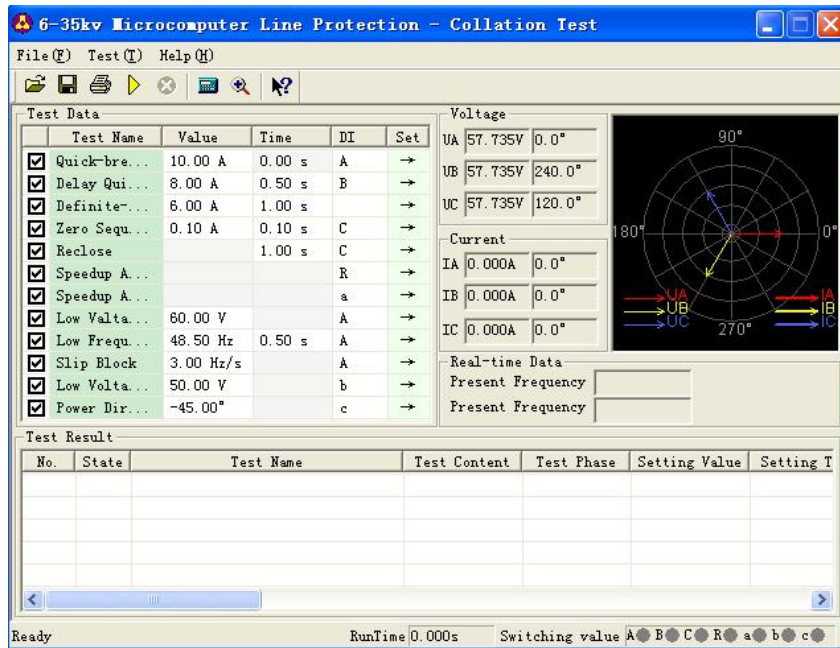 6-35kv Microcomputer Line Protection - Collation Test
File(F) Test(T) Help(H)
Test Data
Test Name Value Time DI Set
Quick-bre... 10.00 A 0.00 s A →
Delay Qui... 8.00 A 0.50 s B →
Definite-... 6.00 A 1.00 s →
Zero Sequ... 0.10 A 0.10 s C →
Reclose 1.00 s C →
Speedup A... R →
Speedup A... a →
Low Valta... 60.00 V A →
Low Frequ... 48.50 Hz 0.50 s A →
Slip Block 3.00 Hz/s A →
Low Volta... 50.00 V b →
Power Dir... -45.00° c →
Voltage
UA 57.735V 0.0°
UB 57.735V 240.0°
UC 57.735V 120.0°
Current
IA 0.000A 0.0°
IB 0.000A 0.0°
IC 0.000A 0.0°
90°
180° 0°
270°
UA IA
UB IB
UC IC
Real-time Data
Present Frequency
Present Frequency
Test Result
No. State Test Name Test Content Test Phase Setting Value Setting T
Ready RunTime 0.000s Switching value A B C R a b c